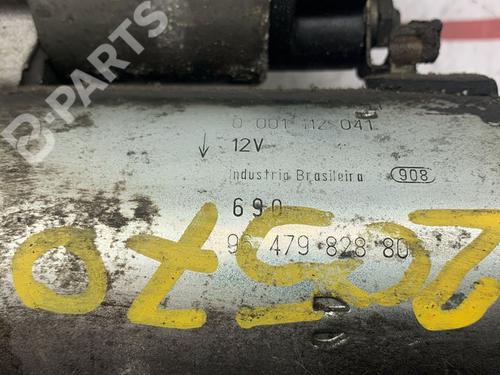 B-PARTS
0 001 112 041
12V
Industria Brasileira
908
690
96 479 828 80